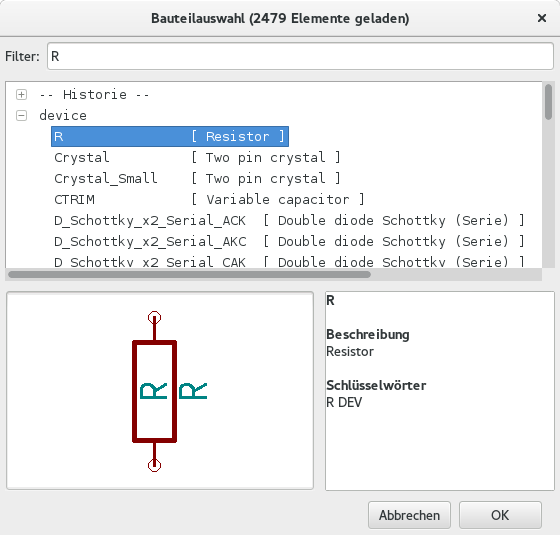 Bauteilauswahl (2479 Elemente geladen)
Filter: R
-- Historie --
device
R [ Resistor ]
Crystal [ Two pin crystal ]
Crystal_Small [ Two pin crystal ]
CTRIM [ Variable capacitor ]
D_Schottky_x2_Serial_ACK [ Double diode Schottky (Serie) ]
D_Schottky_x2_Serial_AKC [ Double diode Schottky (Serie) ]
D_Schottky_x2_Serial_CAK [ Double diode Schottky (Serie) ]
R R
R
Beschreibung
Resistor
Schlüsselwörter
R DEV
Abbrechen OK